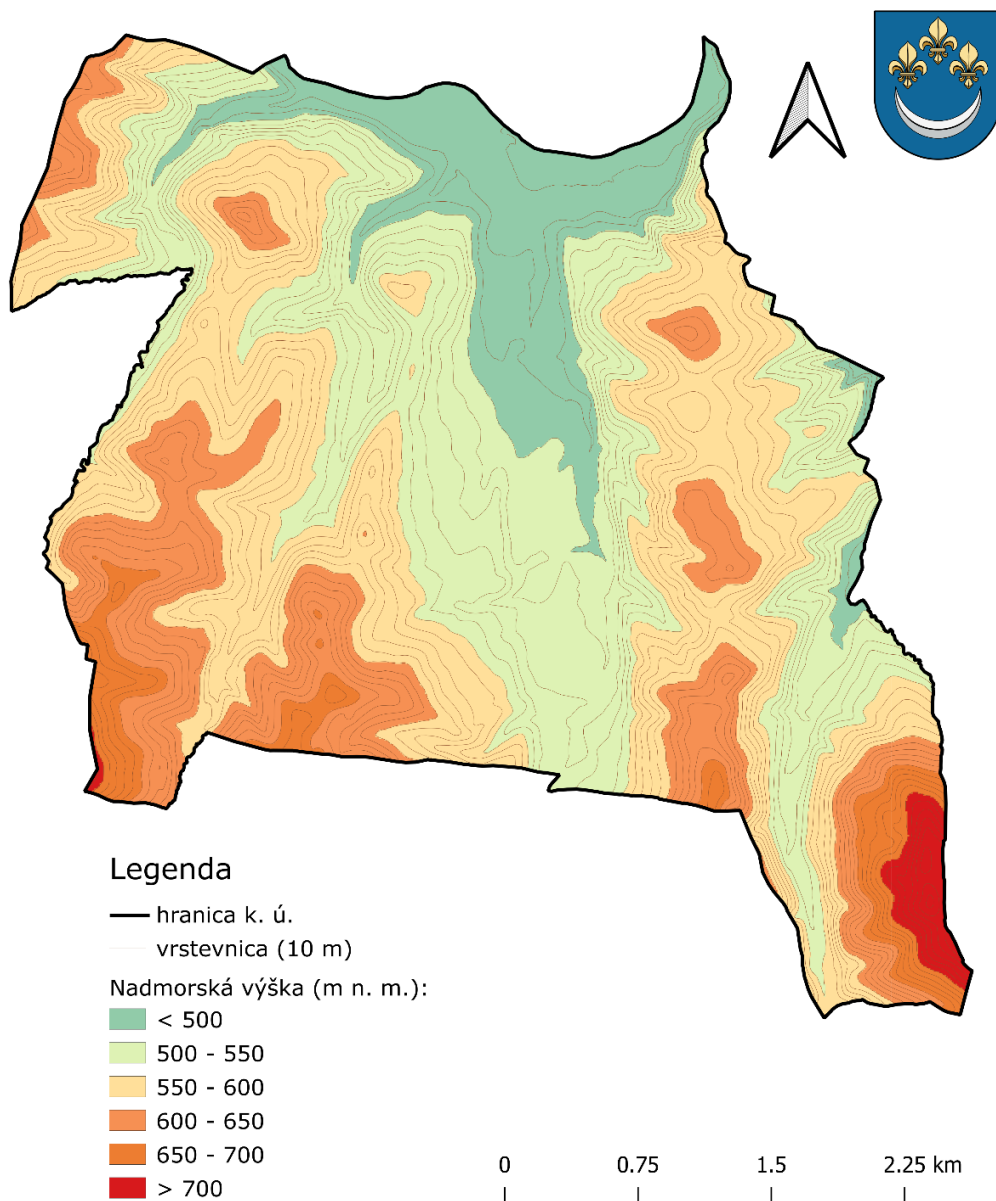 Legenda
hranica k. ú.
vrstevnica (10 m)
Nadmorská výška (m n. m.):
< 500
500 - 550
550 - 600
600 - 650
650 - 700
> 700
0 0.75 1.5 2.25 km